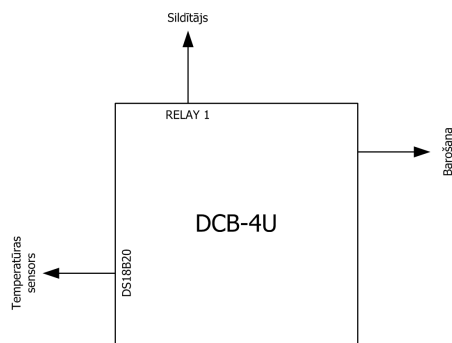 Sildītājs
RELAY 1
Barošana
DCB-4U
DS18B20
Temperatūras
sensors